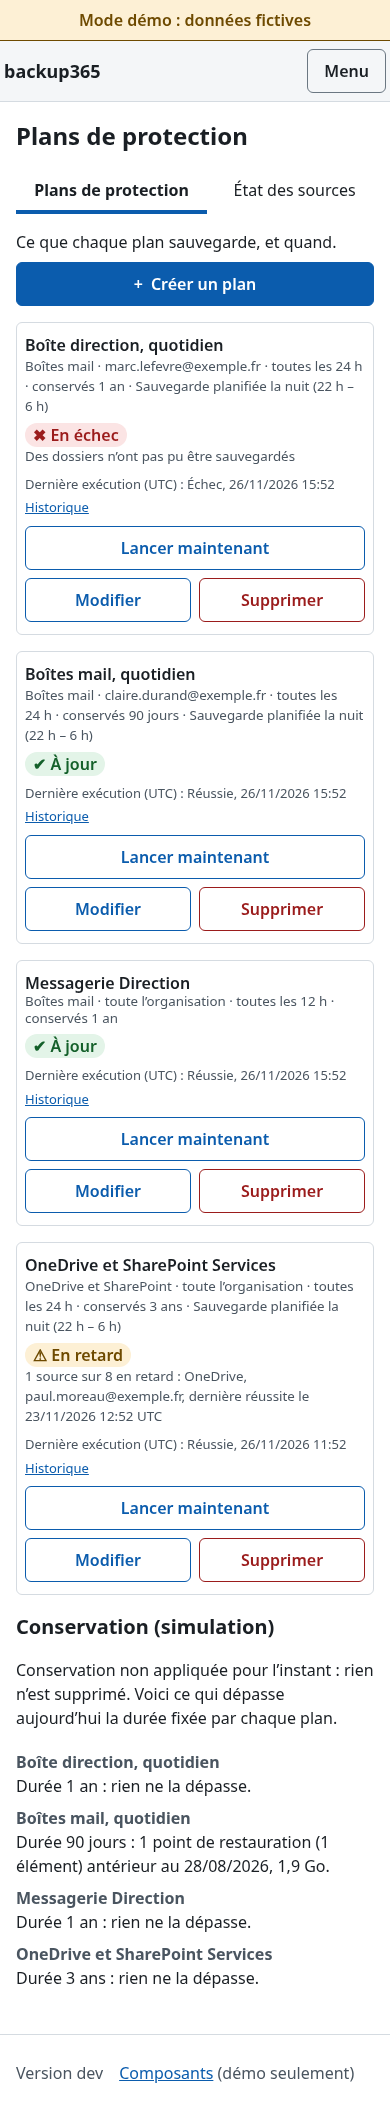 Mode démo : données fictives
backup365
Menu
Plans de protection
Plans de protection
État des sources
Ce que chaque plan sauvegarde, et quand.
+ Créer un plan
Boîte direction, quotidien
Boîtes mail · marc.lefevre@exemple.fr · toutes les 24 h
· conservés 1 an · Sauvegarde planifiée la nuit (22 h –
6 h)
✖ En échec
Des dossiers n’ont pas pu être sauvegardés
Dernière exécution (UTC) : Échec, 26/11/2026 15:52
Historique
Lancer maintenant
Modifier
Supprimer
Boîtes mail, quotidien
Boîtes mail · claire.durand@exemple.fr · toutes les
24 h · conservés 90 jours · Sauvegarde planifiée la nuit
(22 h – 6 h)
✔ À jour
Dernière exécution (UTC) : Réussie, 26/11/2026 15:52
Historique
Lancer maintenant
Modifier
Supprimer
Messagerie Direction
Boîtes mail · toute l’organisation · toutes les 12 h ·
conservés 1 an
✔ À jour
Dernière exécution (UTC) : Réussie, 26/11/2026 15:52
Historique
Lancer maintenant
Modifier
Supprimer
OneDrive et SharePoint Services
OneDrive et SharePoint · toute l’organisation · toutes
les 24 h · conservés 3 ans · Sauvegarde planifiée la
nuit (22 h – 6 h)
⚠ En retard
1 source sur 8 en retard : OneDrive,
paul.moreau@exemple.fr, dernière réussite le
23/11/2026 12:52 UTC
Dernière exécution (UTC) : Réussie, 26/11/2026 11:52
Historique
Lancer maintenant
Modifier
Supprimer
Conservation (simulation)
Conservation non appliquée pour l’instant : rien
n’est supprimé. Voici ce qui dépasse
aujourd’hui la durée fixée par chaque plan.
Boîte direction, quotidien
Durée 1 an : rien ne la dépasse.
Boîtes mail, quotidien
Durée 90 jours : 1 point de restauration (1
élément) antérieur au 28/08/2026, 1,9 Go.
Messagerie Direction
Durée 1 an : rien ne la dépasse.
OneDrive et SharePoint Services
Durée 3 ans : rien ne la dépasse.
Version dev Composants (démo seulement)